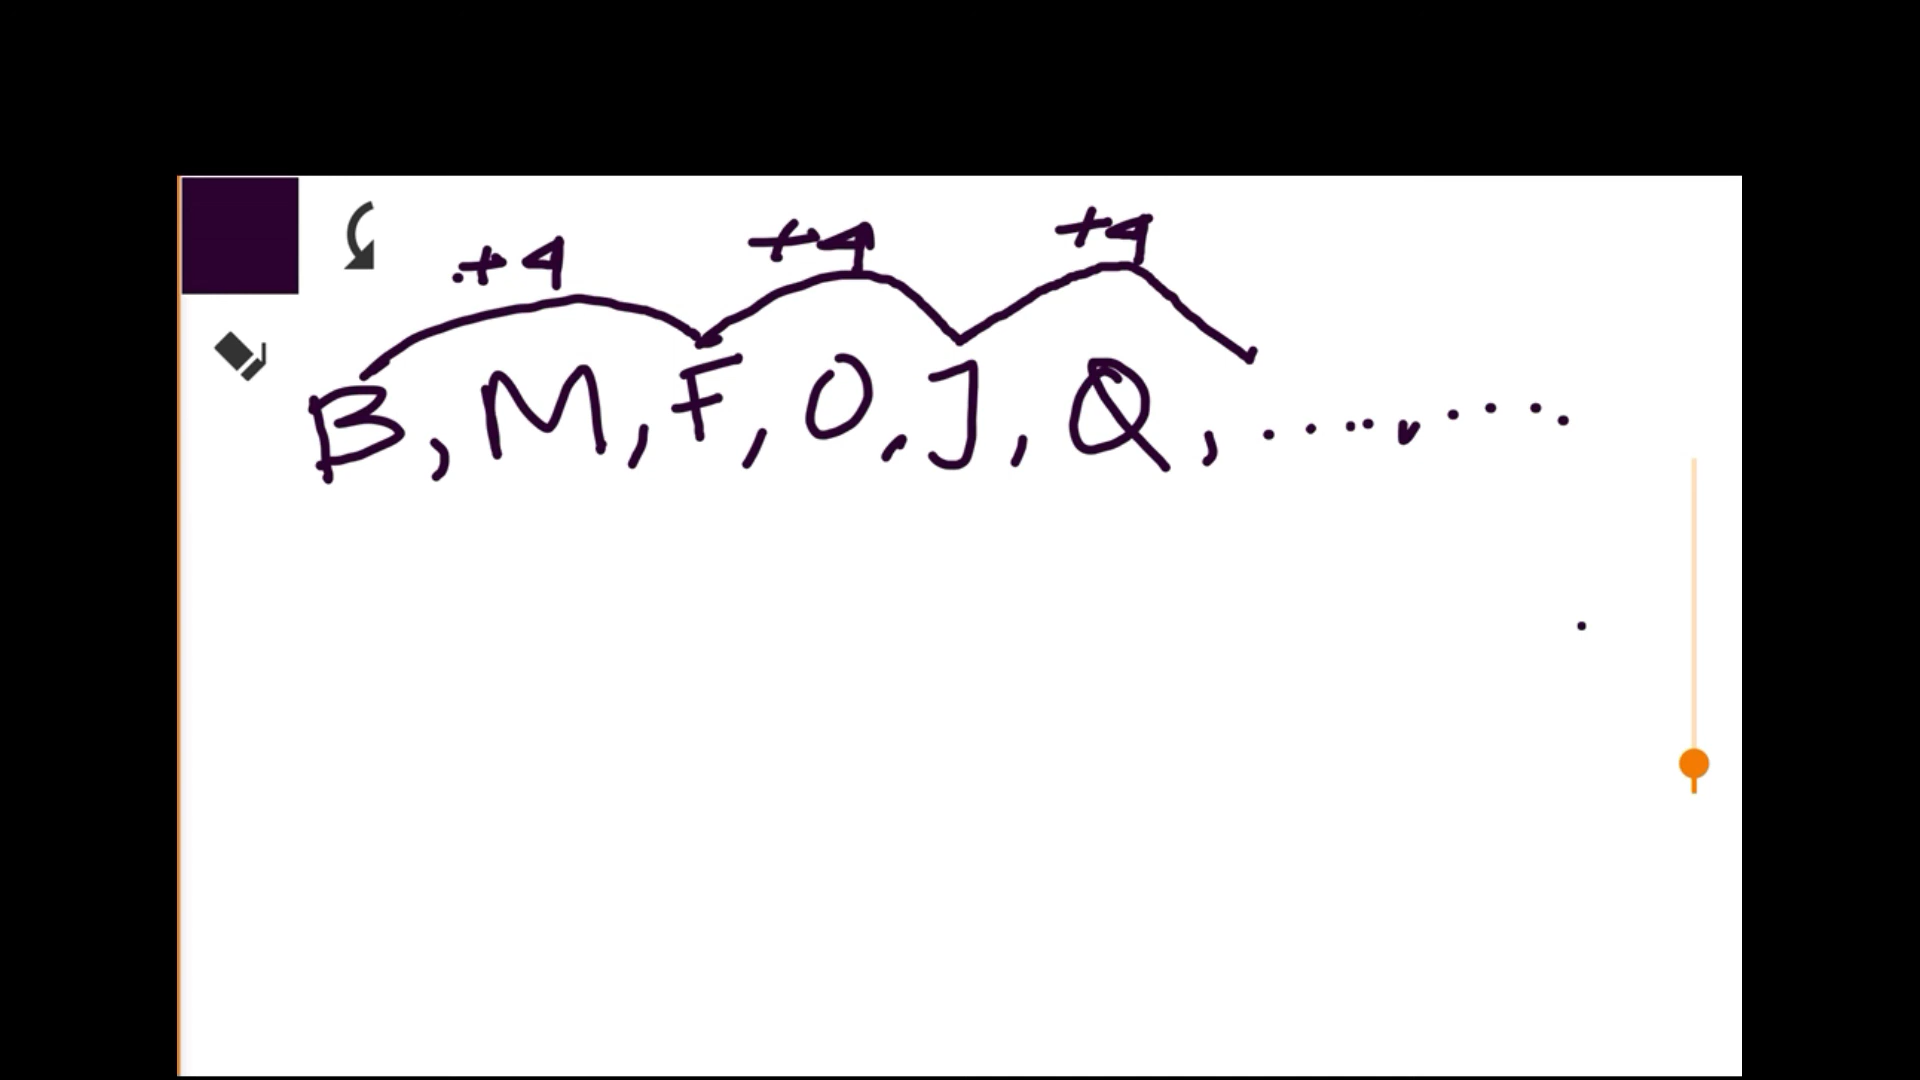 +4 +4 +4
B, M, F, O, J, Q, ....., ....